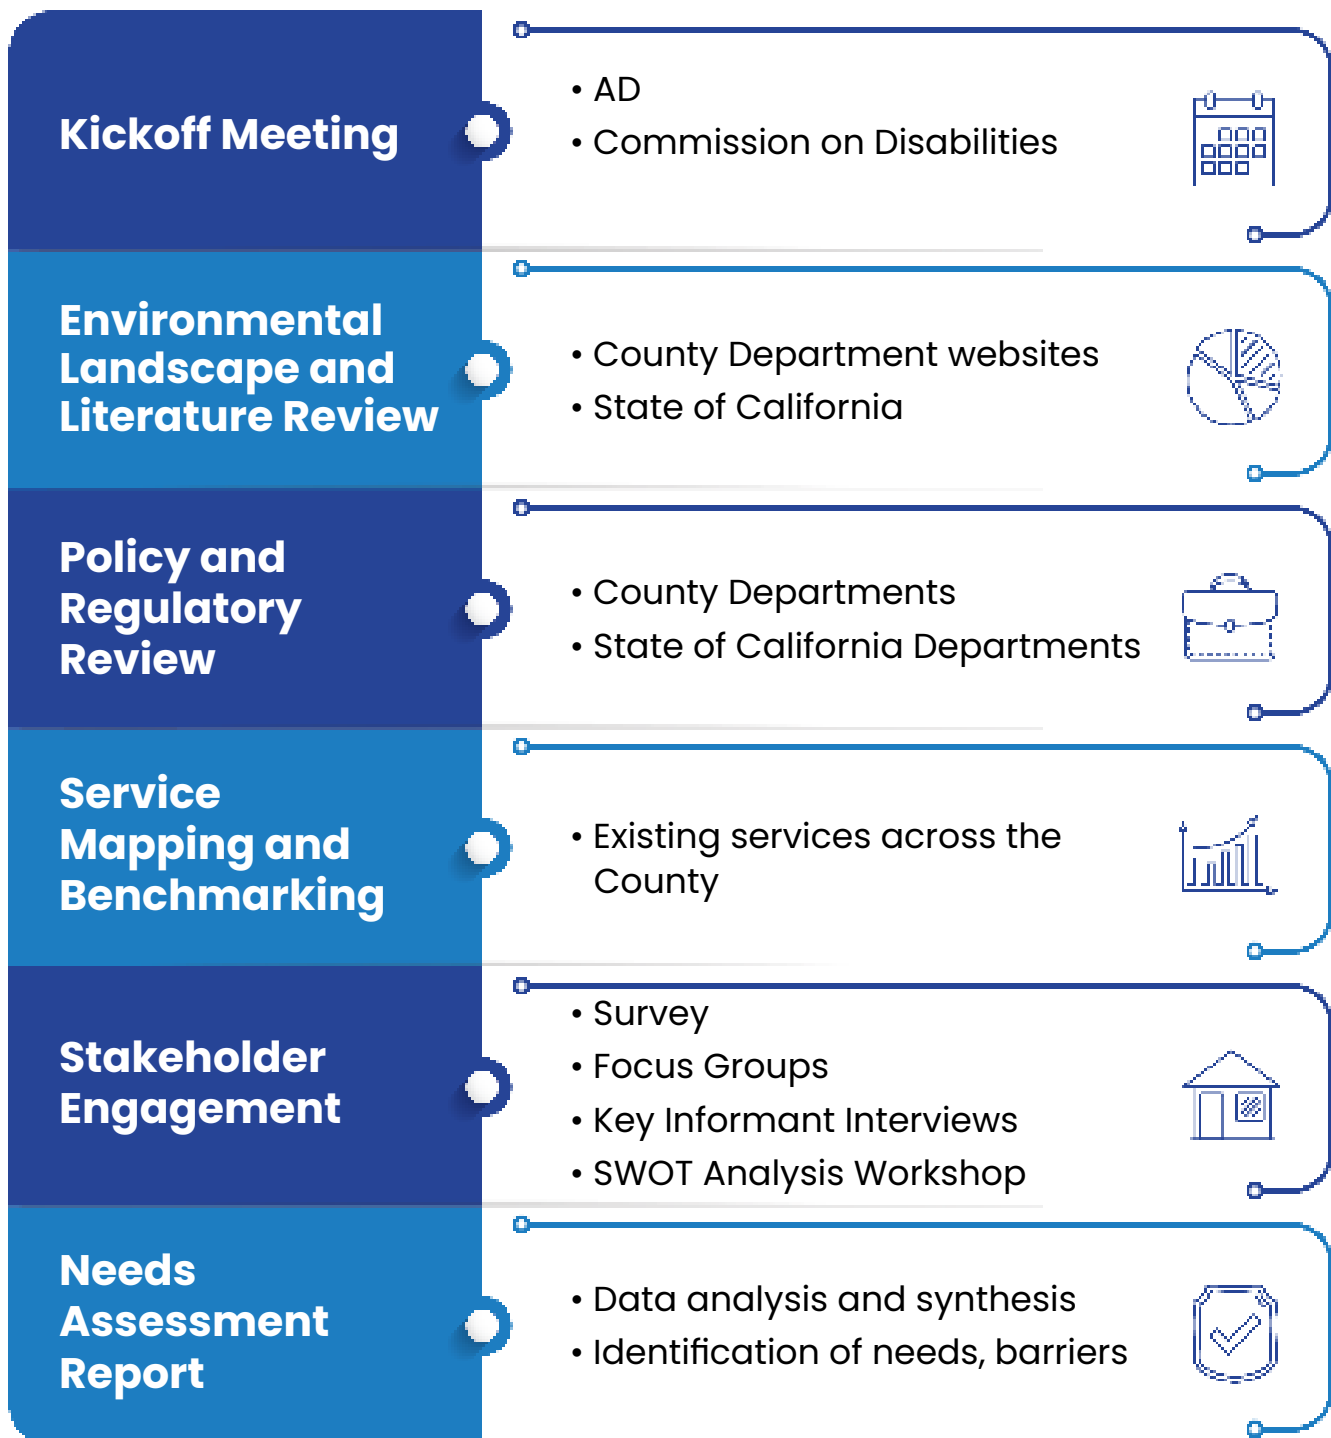 Kickoff Meeting
• AD
• Commission on Disabilities
Environmental
Landscape and
Literature Review
• County Department websites
• State of California
Policy and
Regulatory
Review
• County Departments
• State of California Departments
Service
Mapping and
Benchmarking
• Existing services across the
County
Stakeholder
Engagement
• Survey
• Focus Groups
• Key Informant Interviews
• SWOT Analysis Workshop
Needs
Assessment
Report
• Data analysis and synthesis
• Identification of needs, barriers